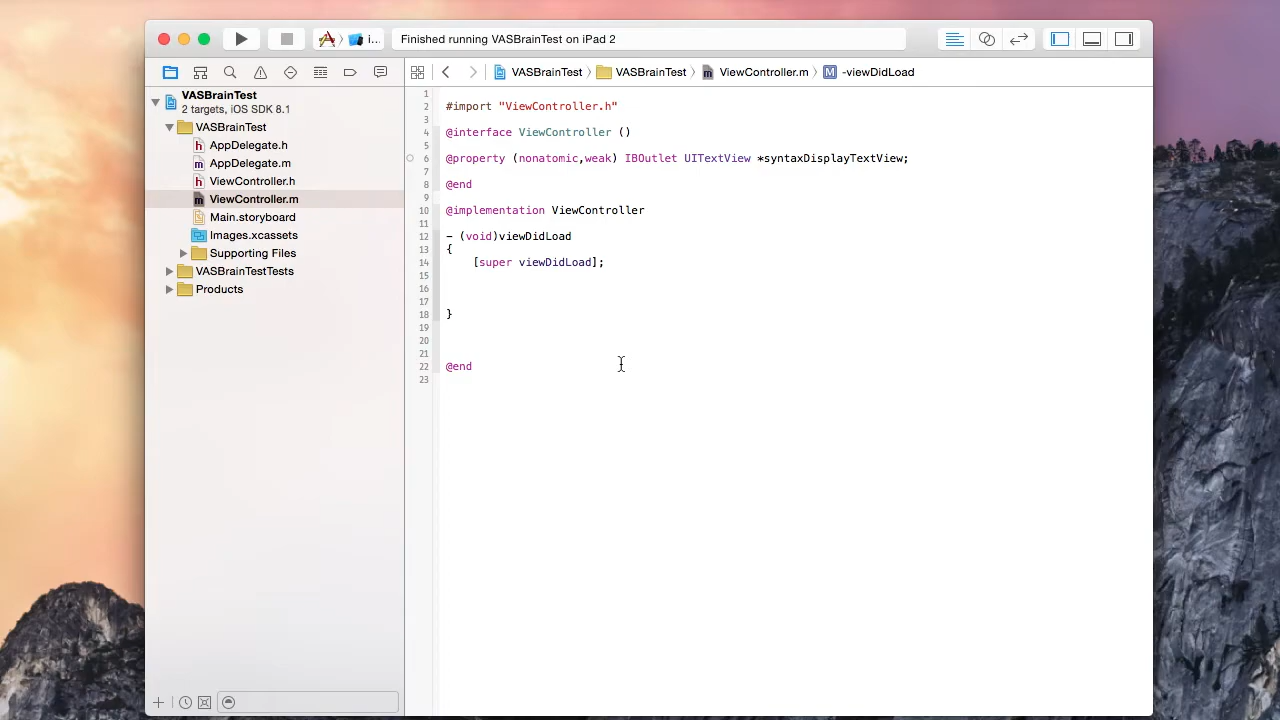 i...
Finished running VASBrainTest on iPad 2
VASBrainTest
VASBrainTest
ViewController.m
M
-viewDidLoad
VASBrainTest
2 targets, iOS SDK 8.1
VASBrainTest
h AppDelegate.h
m AppDelegate.m
h ViewController.h
m ViewController.m
Main.storyboard
Images.xcassets
Supporting Files
VASBrainTestTests
Products
1
2 #import "ViewController.h"
3
4 @interface ViewController ()
5
6 @property (nonatomic,weak) IBOutlet UITextView *syntaxDisplayTextView;
7
8 @end
9
10 @implementation ViewController
11
12 - (void)viewDidLoad
13 {
14 [super viewDidLoad];
15
16
17
18 }
19
20
21
22 @end
23